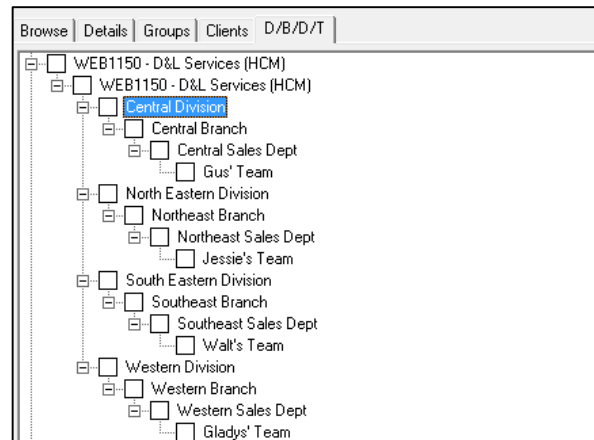 Browse Details Groups Clients D/B/D/T
WEB1150 - D&L Services (HCM)
WEB1150 - D&L Services (HCM)
Central Division
Central Branch
Central Sales Dept
Gus' Team
North Eastern Division
Northeast Branch
Northeast Sales Dept
Jessie's Team
South Eastern Division
Southeast Branch
Southeast Sales Dept
Walt's Team
Western Division
Western Branch
Western Sales Dept
Gladys' Team